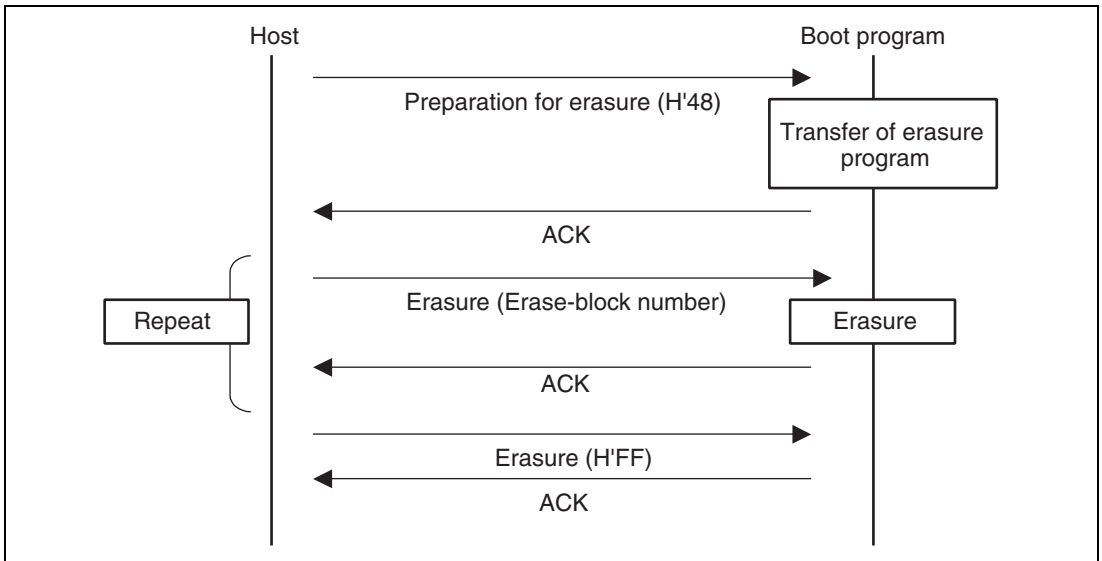 Host
Boot program
Preparation for erasure (H'48)
Transfer of erasure
program
ACK
Erasure (Erase-block number)
Repeat
Erasure
ACK
Erasure (H'FF)
ACK